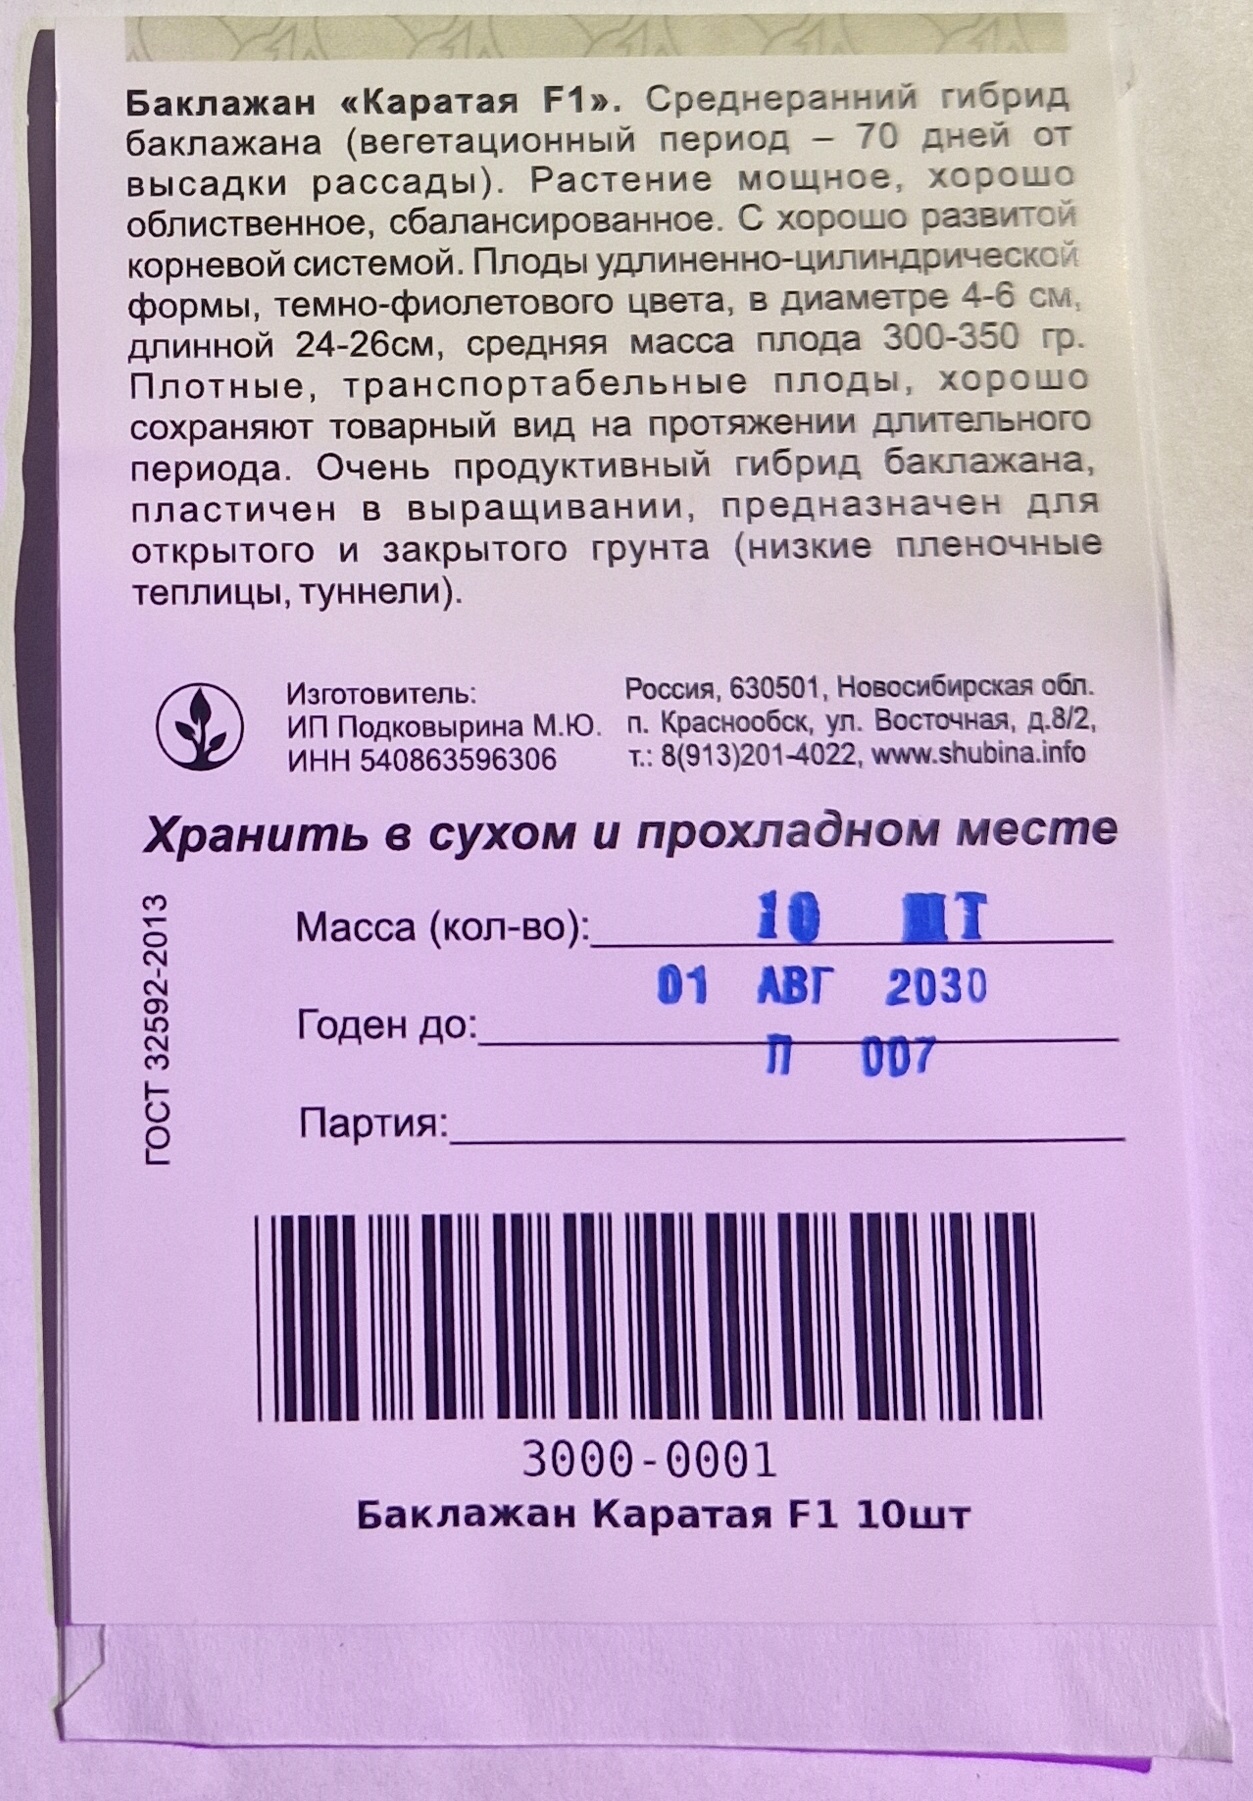 Баклажан «Каратая F1». Среднеранний гибрид
баклажана (вегетационный период – 70 дней от
высадки рассады). Растение мощное, хорошо
облиственное, сбалансированное. С хорошо развитой
корневой системой. Плоды удлиненно-цилиндрической
формы, темно-фиолетового цвета, в диаметре 4-6 см,
длинной 24-26см, средняя масса плода 300-350 гр.
Плотные, транспортабельные плоды, хорошо
сохраняют товарный вид на протяжении длительного
периода. Очень продуктивный гибрид баклажана,
пластичен в выращивании, предназначен для
открытого и закрытого грунта (низкие пленочные
теплицы, туннели).
Изготовитель:
ИП Подковырина М.Ю.
ИНН 540863596306
Россия, 630501, Новосибирская обл.
п. Краснообск, ул. Восточная, д.8/2,
т.: 8(913)201-4022, www.shubina.info
Хранить в сухом и прохладном месте
ГОСТ 32592-2013
Масса (кол-во): 10 ШТ
01 АВГ 2030
Годен до:
П 007
Партия:
3000-0001
Баклажан Каратая F1 10шт